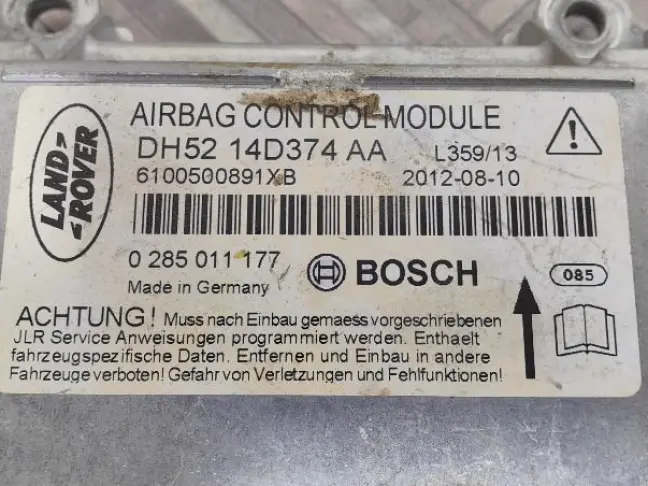 LAND ROVER
AIRBAG CONTROL MODULE
DH52 14D374 AA L359/13
6100500891XB 2012-08-10
0 285 011 177 BOSCH 085
Made in Germany
ACHTUNG! Muss nach Einbau gemaess vorgeschriebenen
JLR Service Anweisungen programmiert werden. Enthaelt
fahrzeugspezifische Daten. Entfernen und Einbau in andere
Fahrzeuge verboten! Gefahr von Verletzungen und Fehlfunktionen!